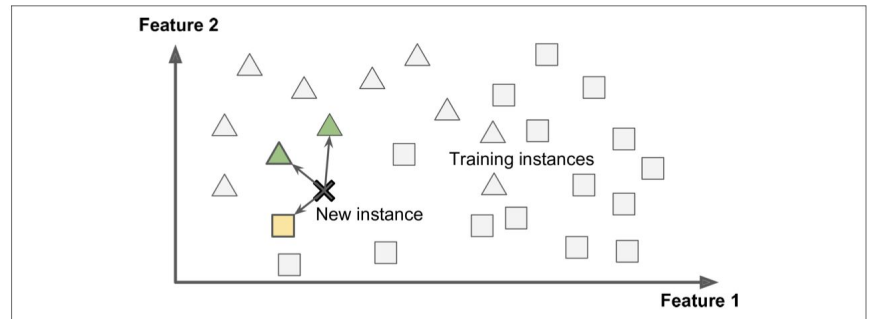 Feature 2
Training instances
New instance
Feature 1